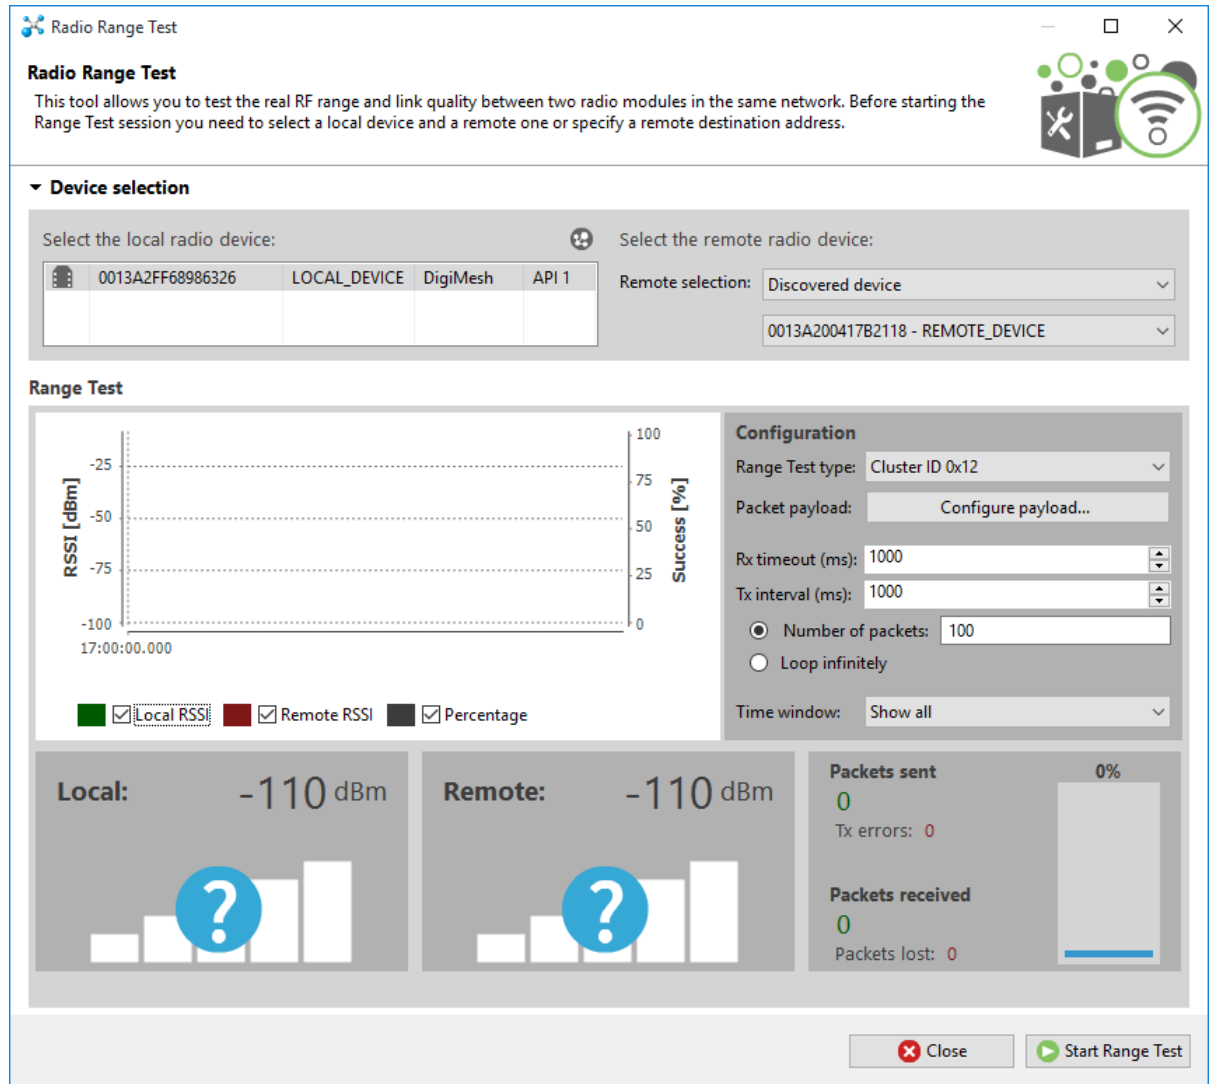 Radio Range Test
Radio Range Test
This tool allows you to test the real RF range and link quality between two radio modules in the same network. Before starting the
Range Test session you need to select a local device and a remote one or specify a remote destination address.
Device selection
Select the local radio device:
0013A2FF68986326 LOCAL_DEVICE DigiMesh API 1
Select the remote radio device:
Remote selection: Discovered device
0013A200417B2118 - REMOTE_DEVICE
Range Test
RSSI [dBm]
-25
-50
-75
-100
17:00:00.000
100
75
50
25
0
Success [%]
Local RSSI Remote RSSI Percentage
Configuration
Range Test type: Cluster ID 0x12
Packet payload: Configure payload...
Rx timeout (ms): 1000
Tx interval (ms): 1000
Number of packets: 100
Loop infinitely
Time window: Show all
Local: -110 dBm
?
Remote: -110 dBm
?
Packets sent
0
Tx errors: 0
Packets received
0
Packets lost: 0
0%
Close Start Range Test